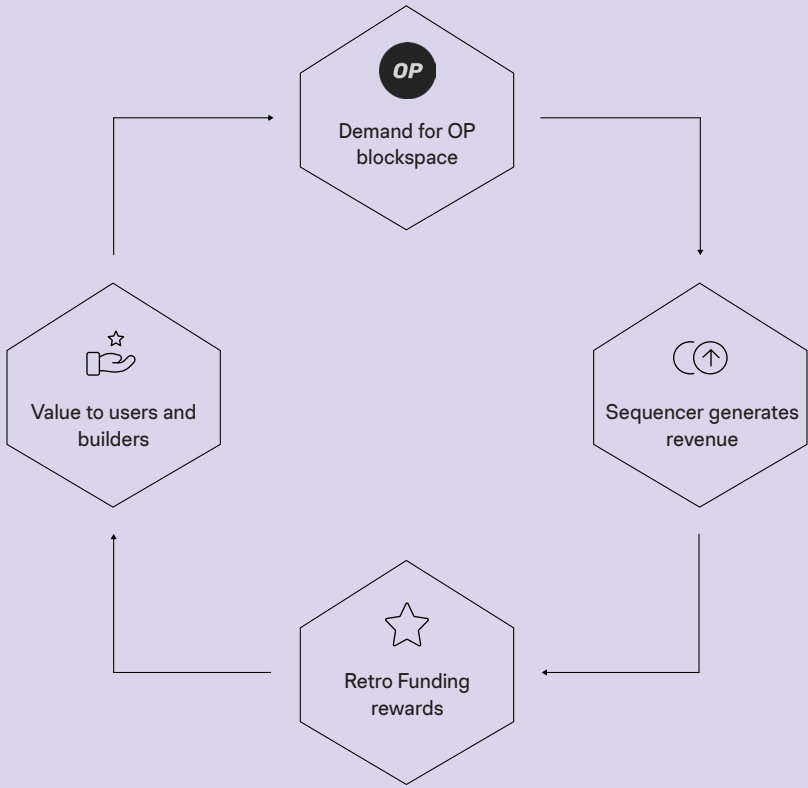 OP
Demand for OP
blockspace
Value to users and
builders
Sequencer generates
revenue
Retro Funding
rewards